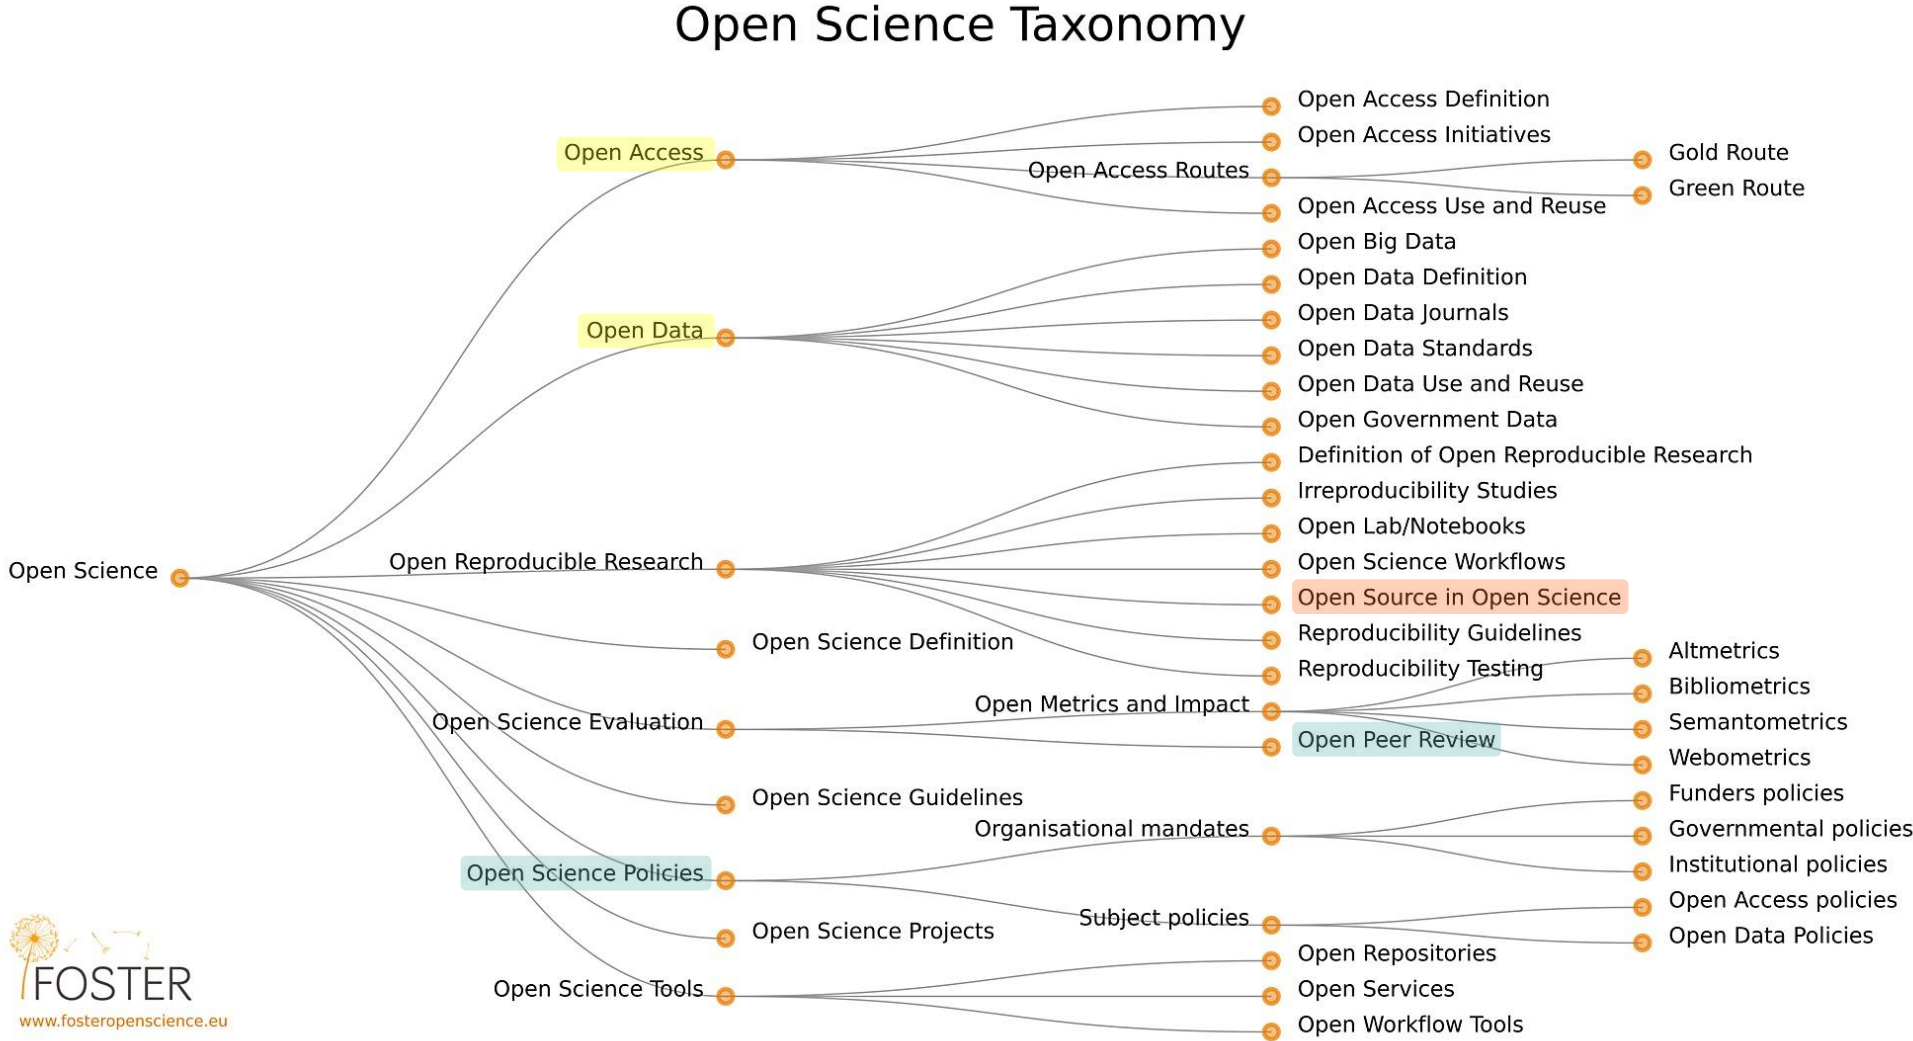 Open Science Taxonomy
Open Science
Open Access
Open Access Definition
Open Access Initiatives
Open Access Routes
Gold Route
Green Route
Open Access Use and Reuse
Open Data
Open Big Data
Open Data Definition
Open Data Journals
Open Data Standards
Open Data Use and Reuse
Open Government Data
Open Reproducible Research
Definition of Open Reproducible Research
Irreproducibility Studies
Open Lab/Notebooks
Open Science Workflows
Open Source in Open Science
Reproducibility Guidelines
Reproducibility Testing
Open Science Definition
Open Science Evaluation
Open Metrics and Impact
Altmetrics
Bibliometrics
Semantometrics
Webometrics
Open Peer Review
Open Science Guidelines
Open Science Policies
Organisational mandates
Funders policies
Governmental policies
Institutional policies
Subject policies
Open Access policies
Open Data Policies
Open Science Projects
Open Science Tools
Open Repositories
Open Services
Open Workflow Tools
FOSTER
www.fosteropenscience.eu